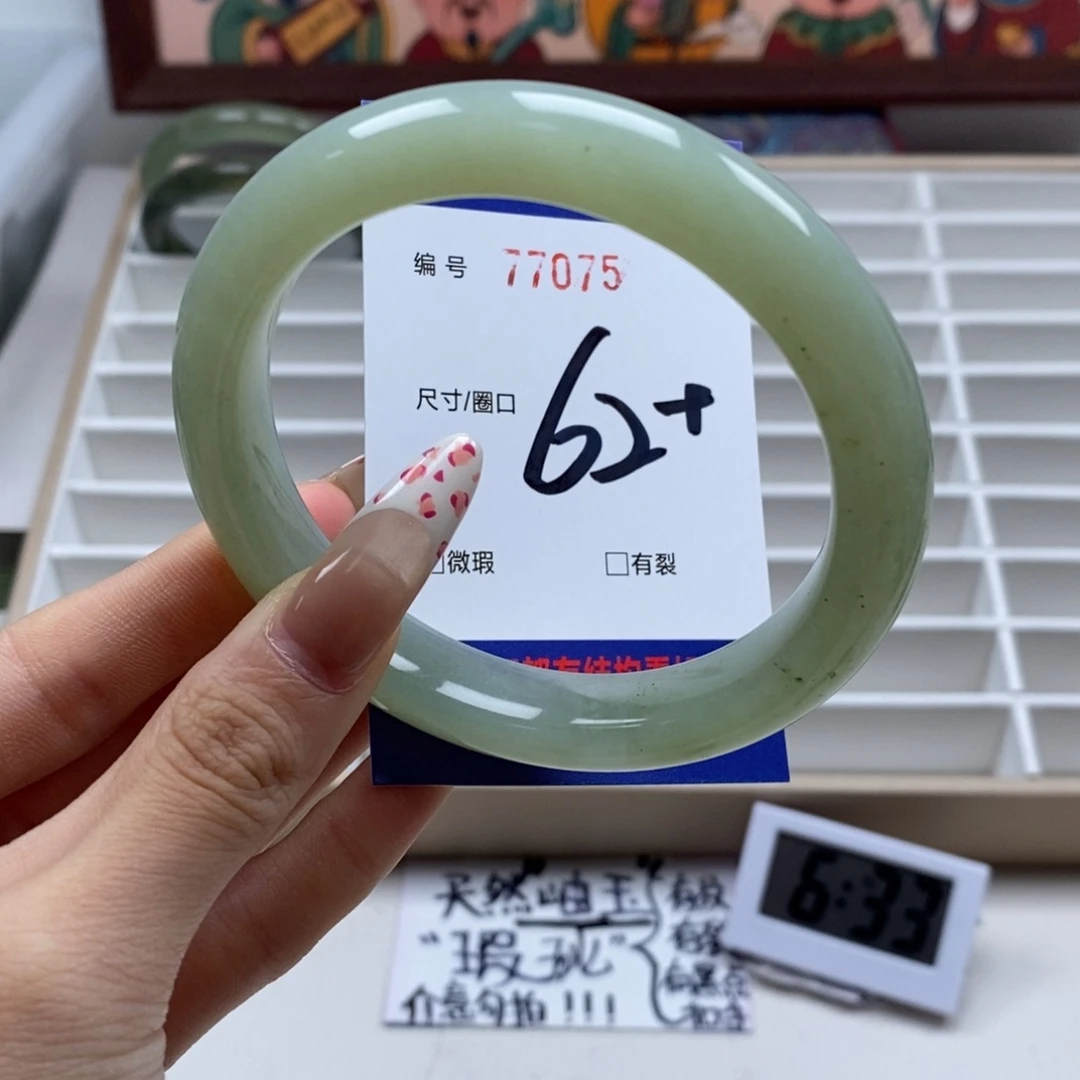 编号 77075
尺寸/圈口 62+
微瑕 □有裂
天然岫玉
"瑕疵"
介意勿拍!!!
6:33